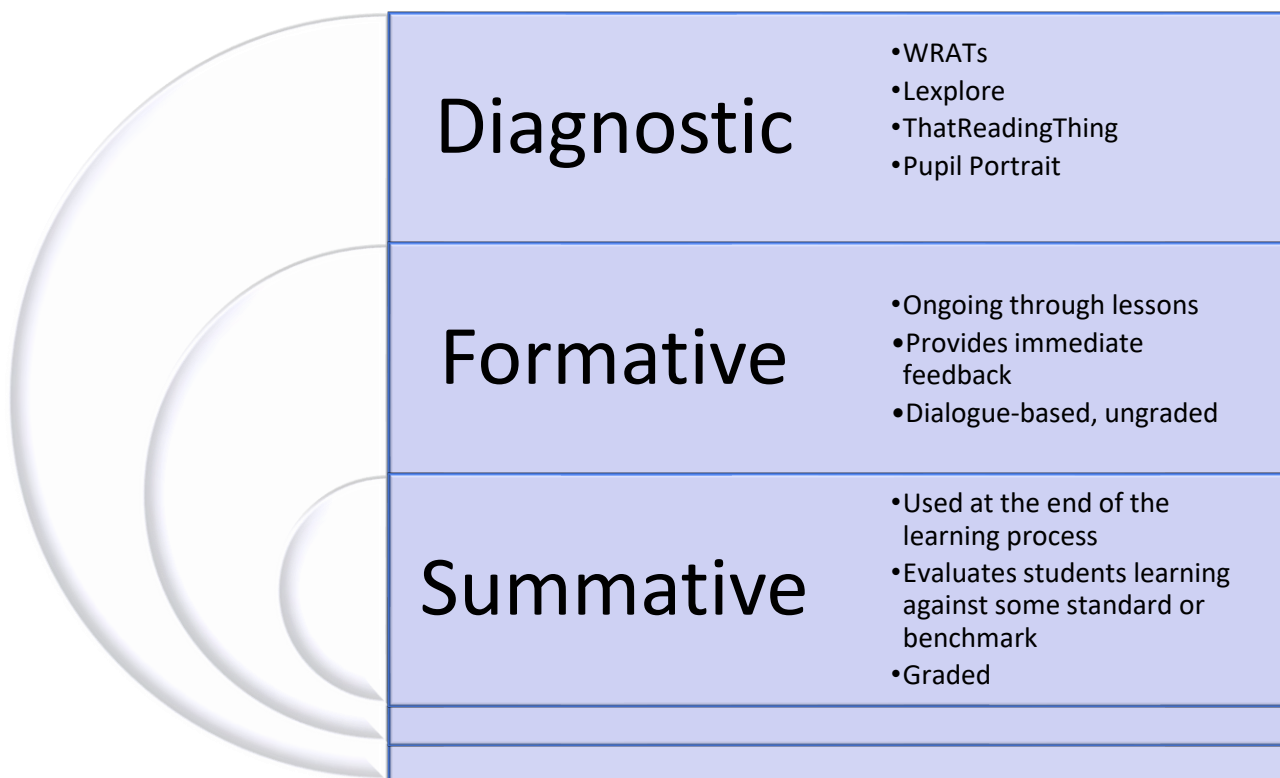 Diagnostic
•WRATs
•Lexplore
•ThatReadingThing
•Pupil Portrait
Formative
•Ongoing through lessons
•Provides immediate
feedback
•Dialogue-based, ungraded
Summative
•Used at the end of the
learning process
•Evaluates students learning
against some standard or
benchmark
•Graded